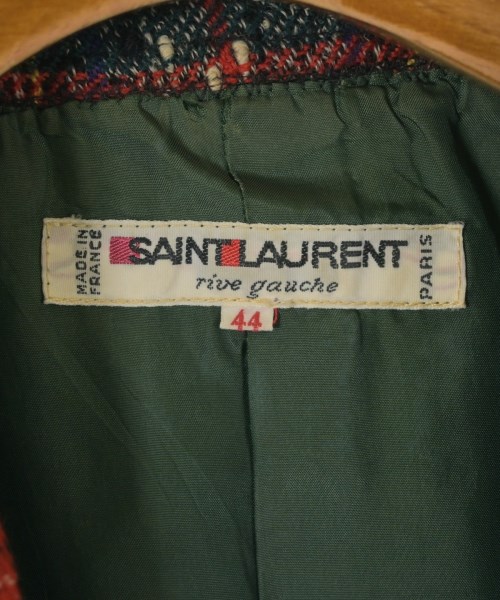 MADE IN
FRANCE
SAINT LAURENT
rive gauche
PARIS
44